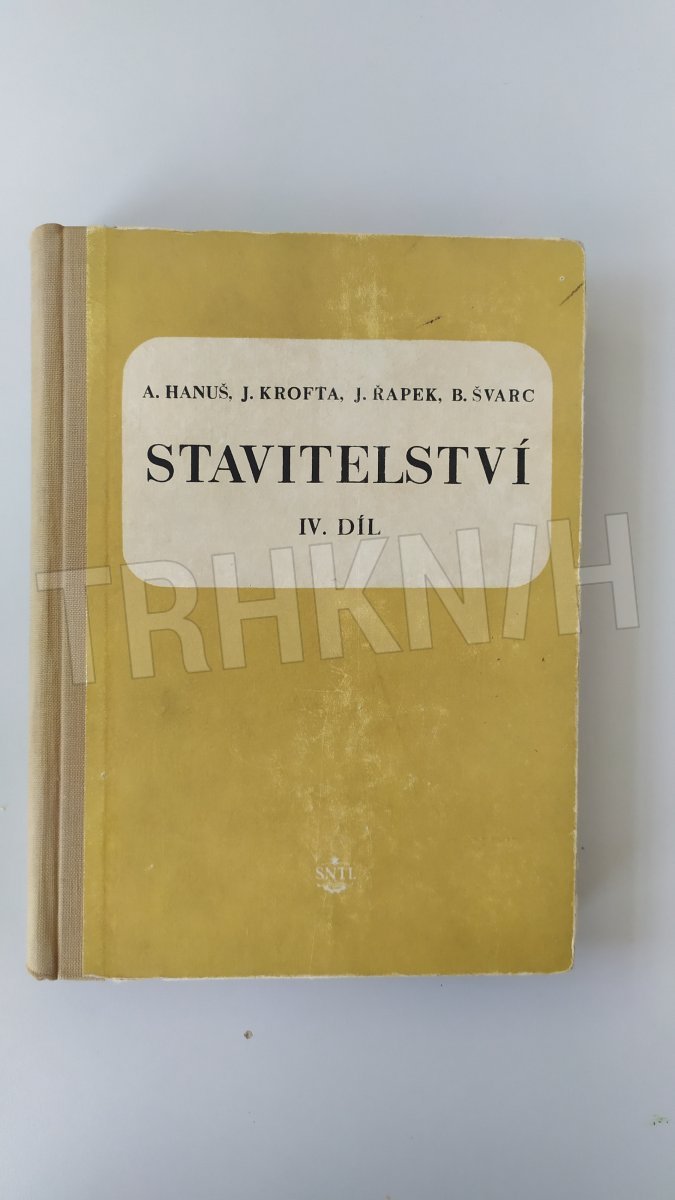 A. HANUŠ, J. KROFTA, J. ŘAPEK, B. ŠVARC
STAVITELSTVÍ
IV. DÍL
TRHKNIH
SNTL